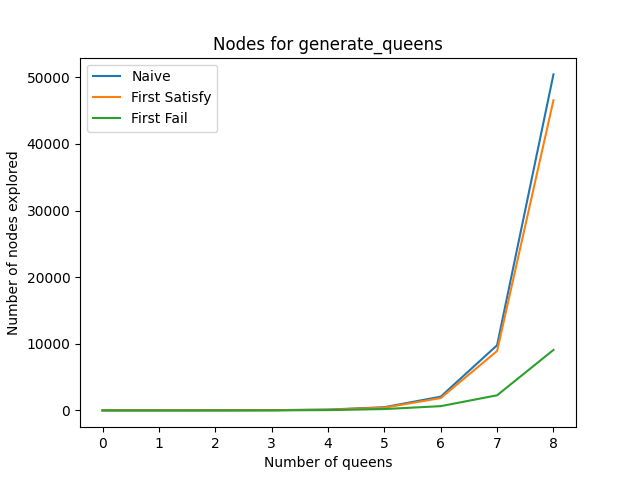 Nodes for generate_queens
Naive
First Satisfy
First Fail
Number of nodes explored
50000
40000
30000
20000
10000
0
0 1 2 3 4 5 6 7 8
Number of queens